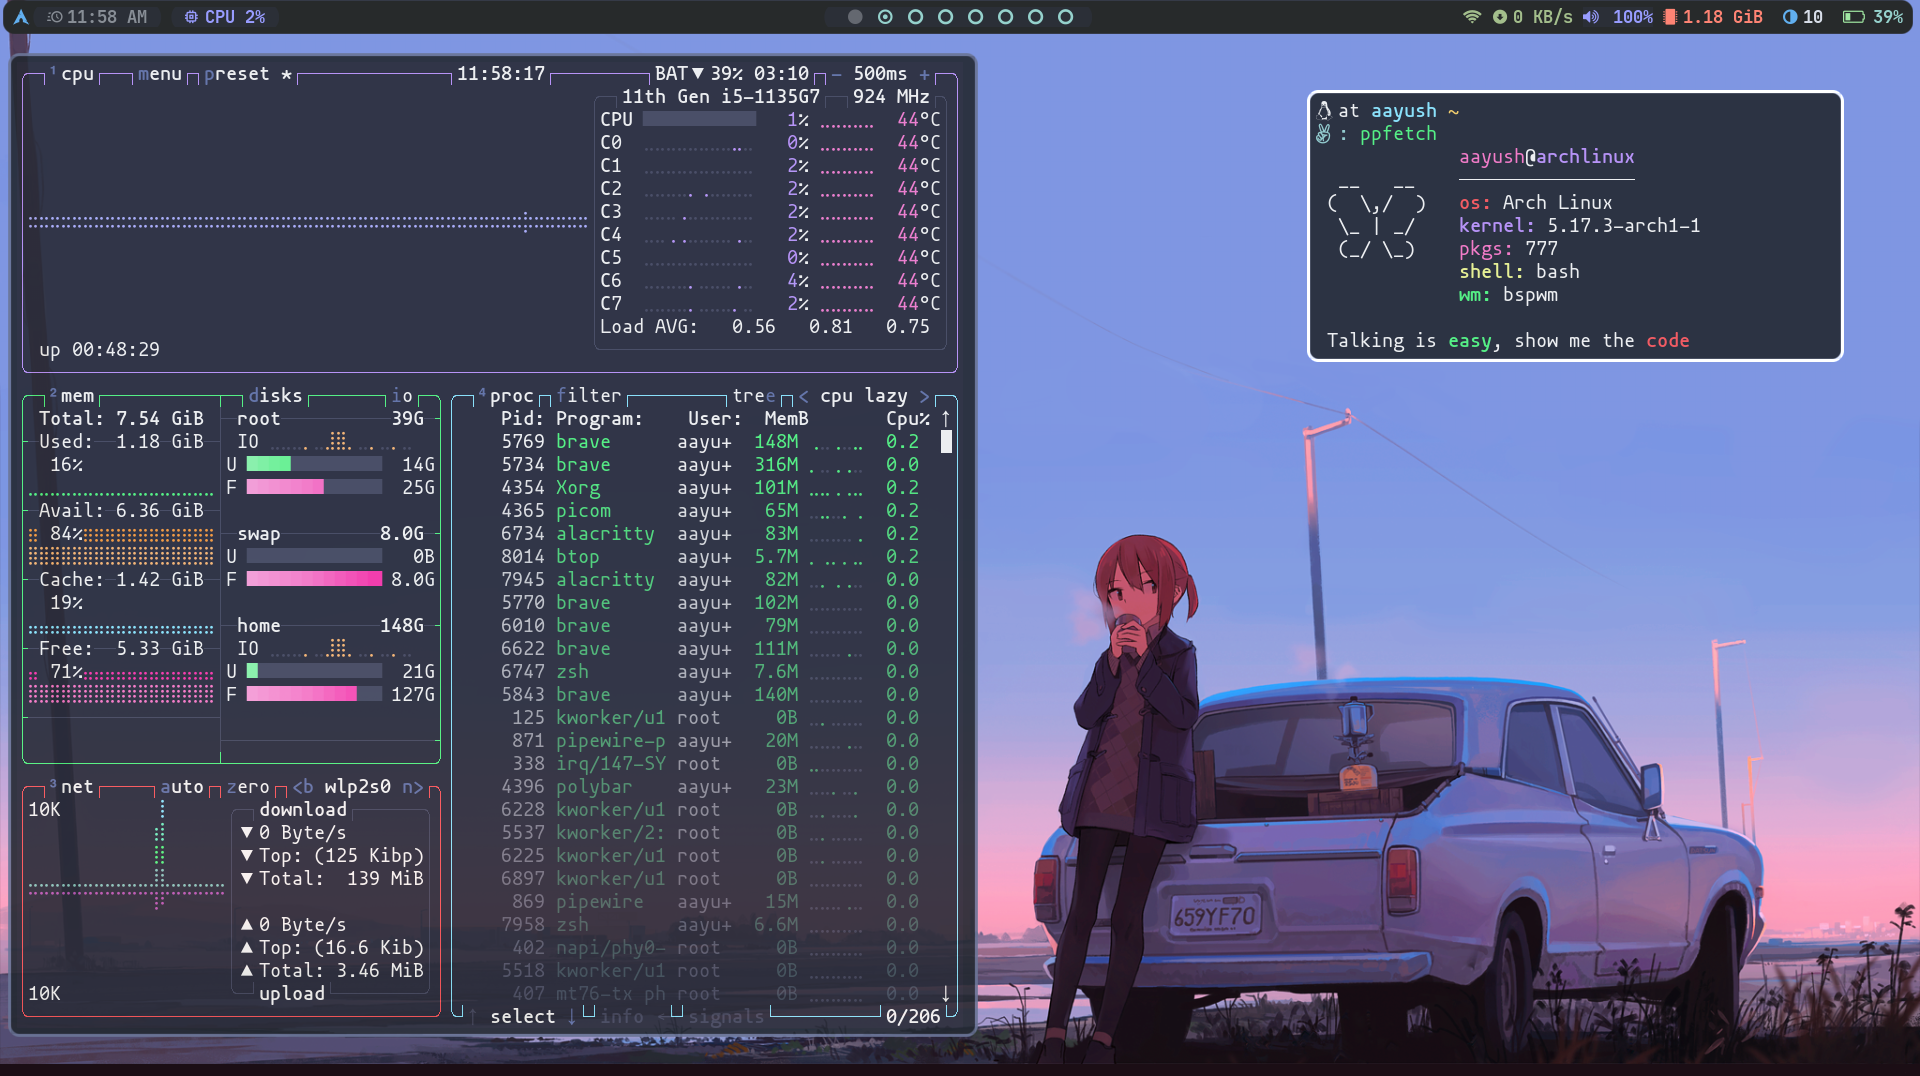 11:58 AM CPU 2% 0 KB/s 100% 1.18 GiB 10 39%
1 cpu menu preset * 11:58:17 BAT▼ 39% 03:10 - 500ms +
11th Gen i5-1135G7 924 MHz
CPU 1% 44°C
C0 0% 44°C
C1 2% 44°C
C2 2% 44°C
C3 2% 44°C
C4 2% 44°C
C5 0% 44°C
C6 4% 44°C
C7 2% 44°C
Load AVG: 0.56 0.81 0.75
up 00:48:29
2 mem disks io
Total: 7.54 GiB
Used: 1.18 GiB
16%
Avail: 6.36 GiB
84%
Cache: 1.42 GiB
19%
Free: 5.33 GiB
71%
root 39G
IO
U 14G
F 25G
swap 8.0G
U 0B
F 8.0G
home 148G
IO
U 21G
F 127G
3 net auto zero <b wlp2s0 n>
10K
10K
download
▼ 0 Byte/s
▼ Top: (125 Kibp)
▼ Total: 139 MiB
▲ 0 Byte/s
▲ Top: (16.6 Kib)
▲ Total: 3.46 MiB
upload
4 proc filter tree < cpu lazy >
Pid: Program: User: MemB Cpu% ↑
5769 brave aayu+ 148M 0.2
5734 brave aayu+ 316M 0.0
4354 Xorg aayu+ 101M 0.2
4365 picom aayu+ 65M 0.2
6734 alacritty aayu+ 83M 0.2
8014 btop aayu+ 5.7M 0.2
7945 alacritty aayu+ 82M 0.0
5770 brave aayu+ 102M 0.0
6010 brave aayu+ 79M 0.0
6622 brave aayu+ 111M 0.0
6747 zsh aayu+ 7.6M 0.0
5843 brave aayu+ 140M 0.0
125 kworker/u1 root 0B 0.0
871 pipewire-p aayu+ 20M 0.0
338 irq/147-SY root 0B 0.0
4396 polybar aayu+ 23M 0.0
6228 kworker/u1 root 0B 0.0
5537 kworker/2: root 0B 0.0
6225 kworker/u1 root 0B 0.0
6897 kworker/u1 root 0B 0.0
869 pipewire aayu+ 15M 0.0
7958 zsh aayu+ 6.6M 0.0
402 napi/phy0- root 0B 0.0
5518 kworker/u1 root 0B 0.0
407 mt76-tx ph root 0B 0.0 ↓
↑ select ↓ info signals 0/206
at aayush ~
: ppfetch
aayush@archlinux
os: Arch Linux
kernel: 5.17.3-arch1-1
pkgs: 777
shell: bash
wm: bspwm
Talking is easy, show me the code
659YF70